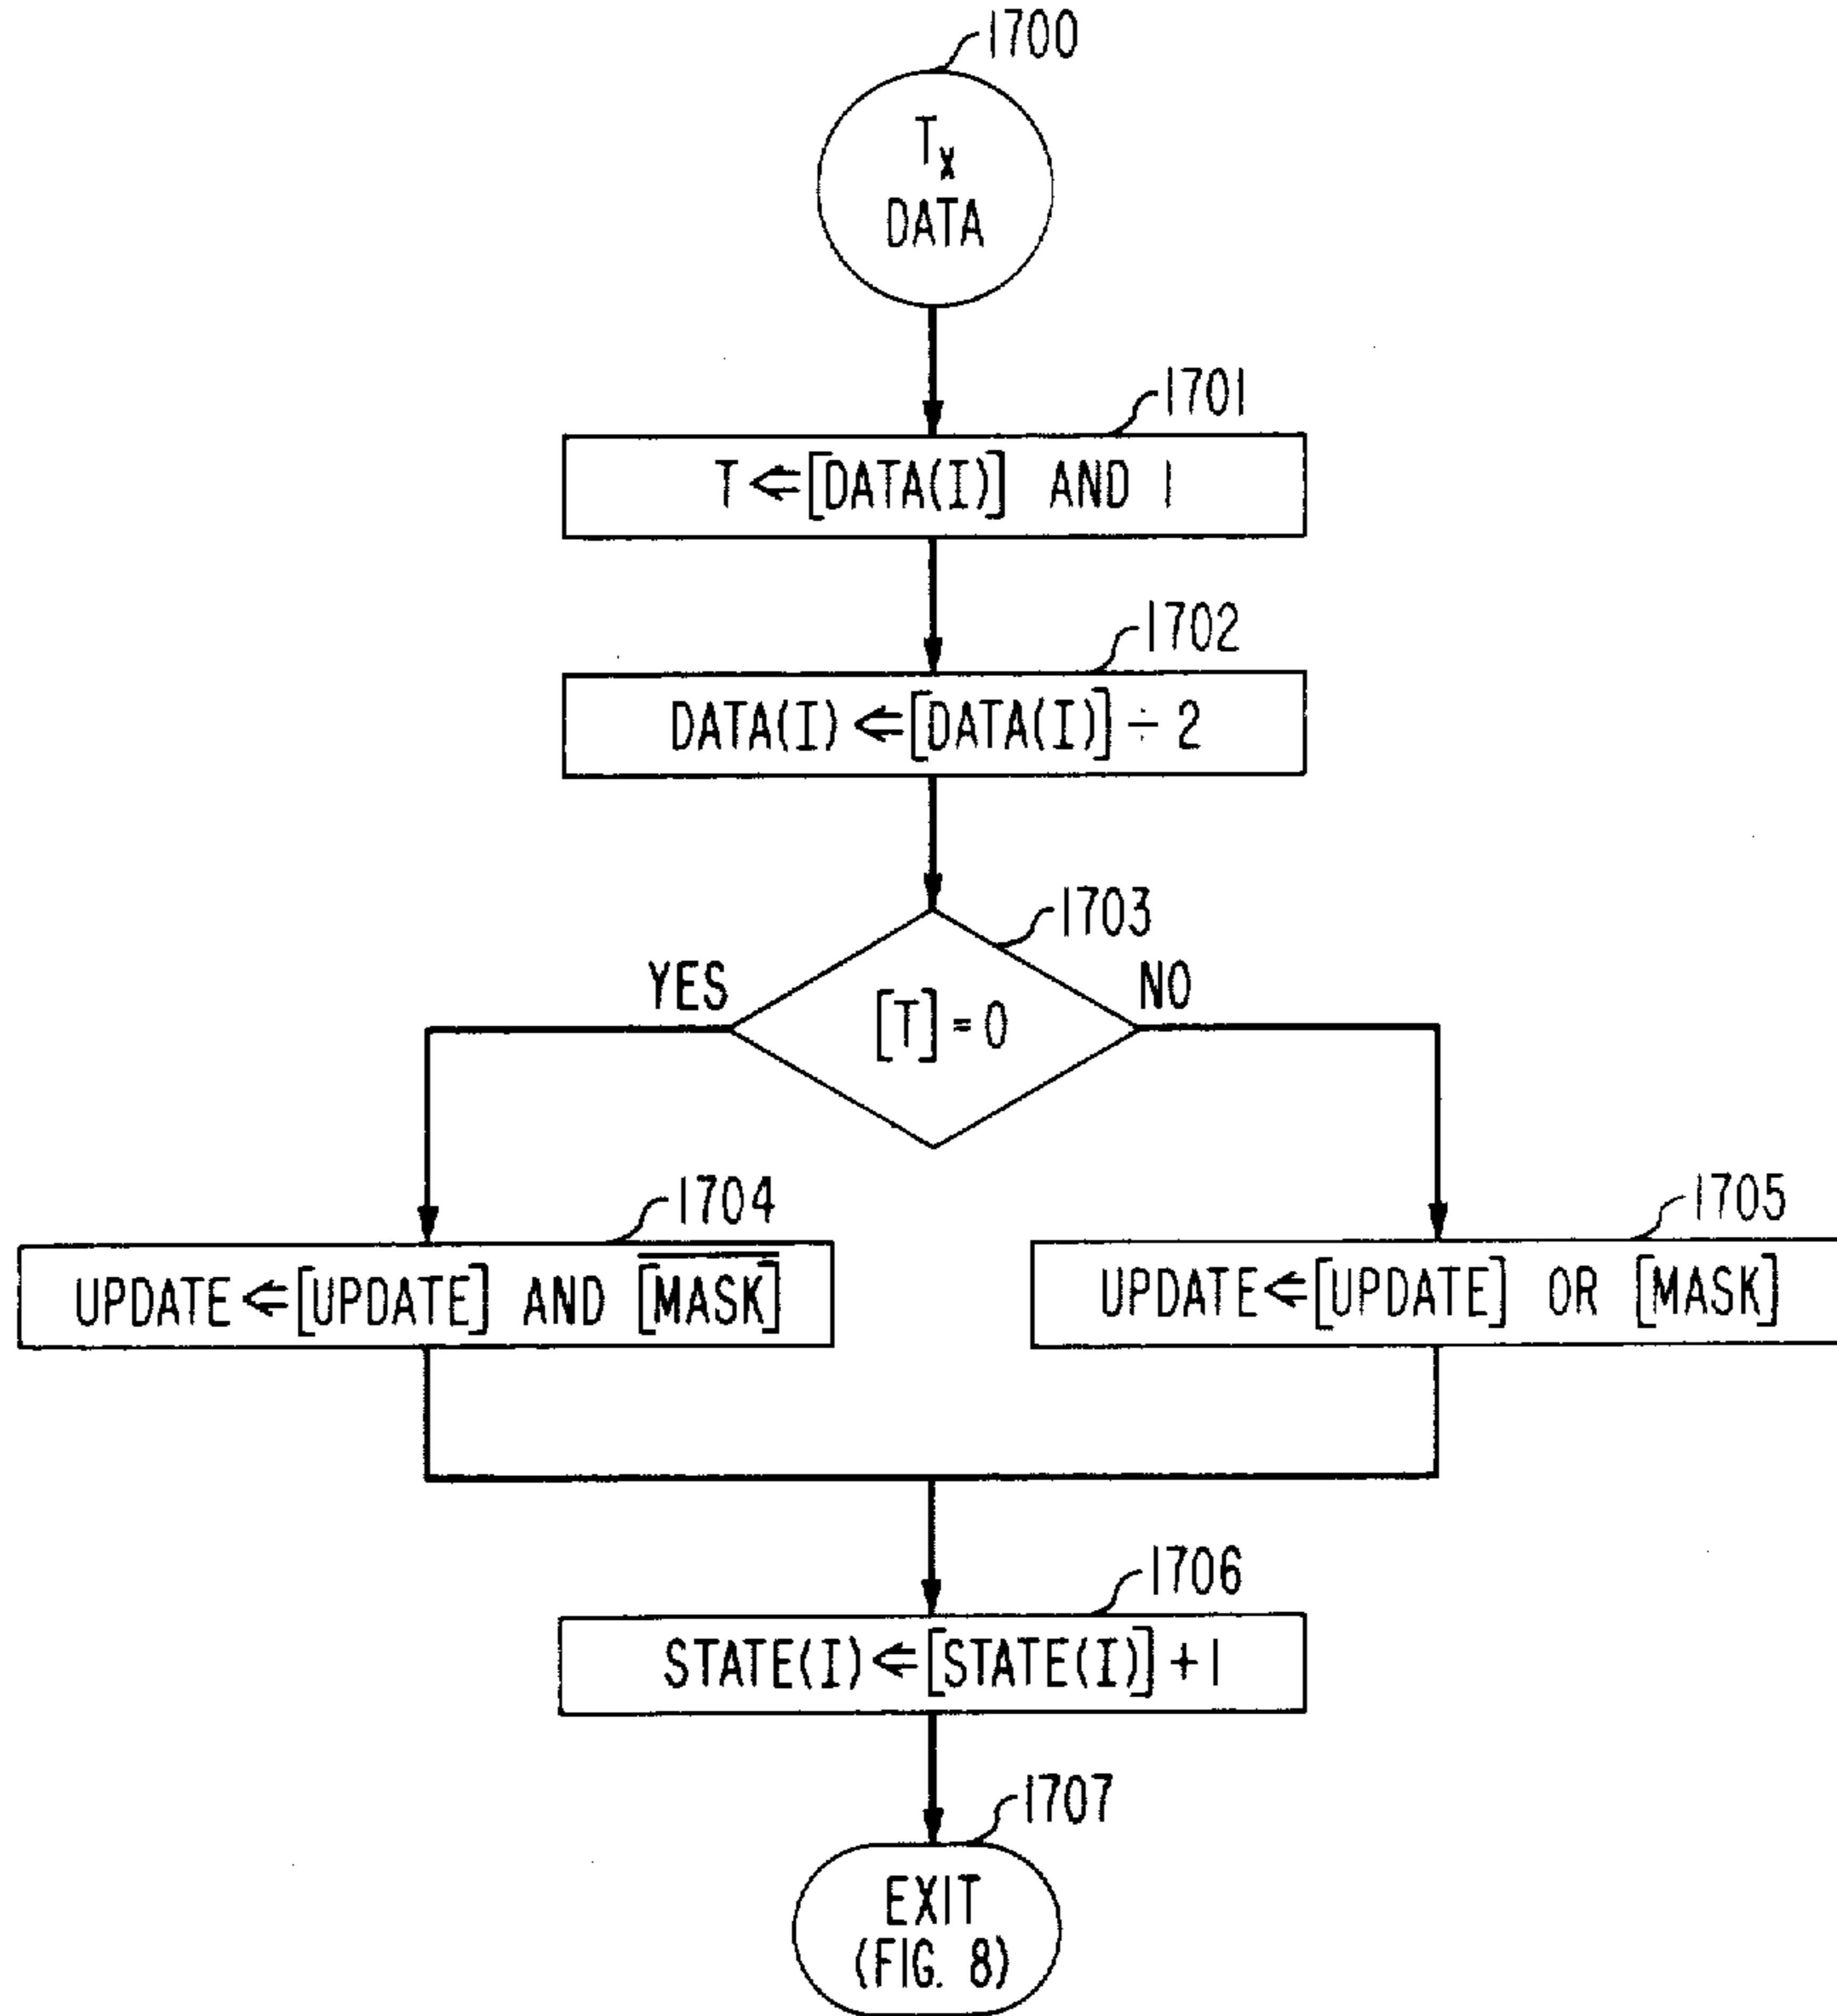 1700
Tx
DATA
1701
T ⇐ [DATA(I)] AND 1
1702
DATA(I) ⇐ [DATA(I)] ÷ 2
1703
YES
NO
[T] = 0
1704
1705
UPDATE ⇐ [UPDATE] AND [M̅A̅S̅K̅]
UPDATE ⇐ [UPDATE] OR [MASK]
1706
STATE(I) ⇐ [STATE(I)] + 1
1707
EXIT
(FIG. 8)